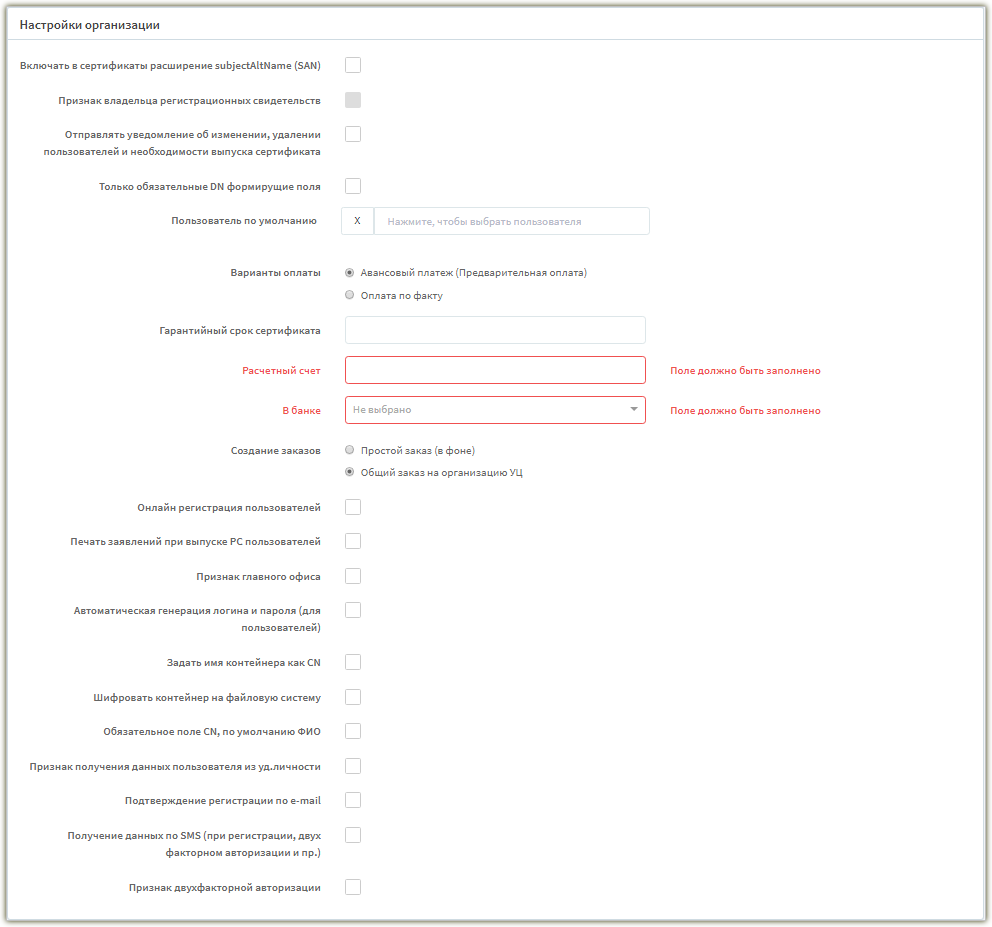 Настройки организации
Включать в сертификаты расширение subjectAltName (SAN)
Признак владельца регистрационных свидетельств
Отправлять уведомление об изменении, удалении
пользователей и необходимости выпуска сертификата
Только обязательные DN формирущие поля
Пользователь по умолчанию X Нажмите, чтобы выбрать пользователя
Варианты оплаты Авансовый платеж (Предварительная оплата)
Оплата по факту
Гарантийный срок сертификата
Расчетный счет Поле должно быть заполнено
В банке Не выбрано Поле должно быть заполнено
Создание заказов Простой заказ (в фоне)
Общий заказ на организацию УЦ
Онлайн регистрация пользователей
Печать заявлений при выпуске РС пользователей
Признак главного офиса
Автоматическая генерация логина и пароля (для
пользователей)
Задать имя контейнера как CN
Шифровать контейнер на файловую систему
Обязательное поле CN, по умолчанию ФИО
Признак получения данных пользователя из уд.личности
Подтверждение регистрации по e-mail
Получение данных по SMS (при регистрации, двух
факторном авторизации и пр.)
Признак двухфакторной авторизации